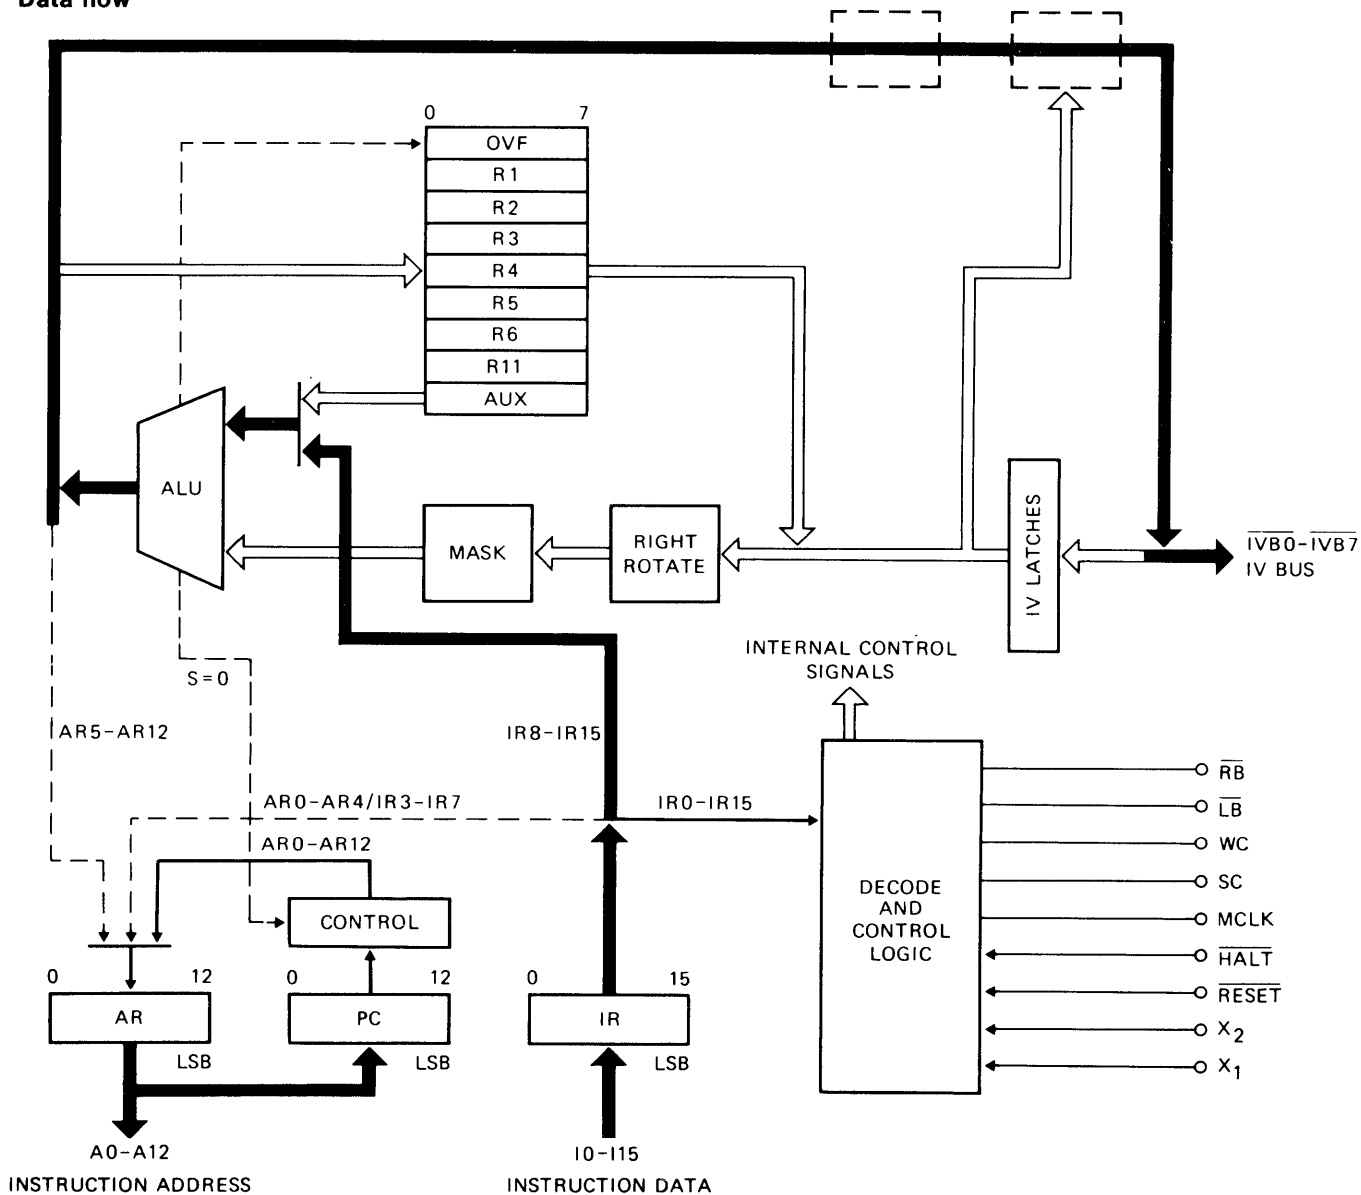 Data flow
0 7
OVF
R1
R2
R3
R4
R5
R6
R11
AUX
ALU
MASK
RIGHT
ROTATE
IV LATCHES
IVB0-IVB7
IV BUS
INTERNAL CONTROL
SIGNALS
S=0
AR5-AR12
IR8-IR15
AR0-AR4/IR3-IR7
IR0-IR15
AR0-AR12
DECODE
AND
CONTROL
LOGIC
RB
LB
WC
SC
MCLK
HALT
RESET
X2
X1
CONTROL
0 12
AR
LSB
0 12
PC
LSB
0 15
IR
LSB
A0-A12
INSTRUCTION ADDRESS
I0-I15
INSTRUCTION DATA